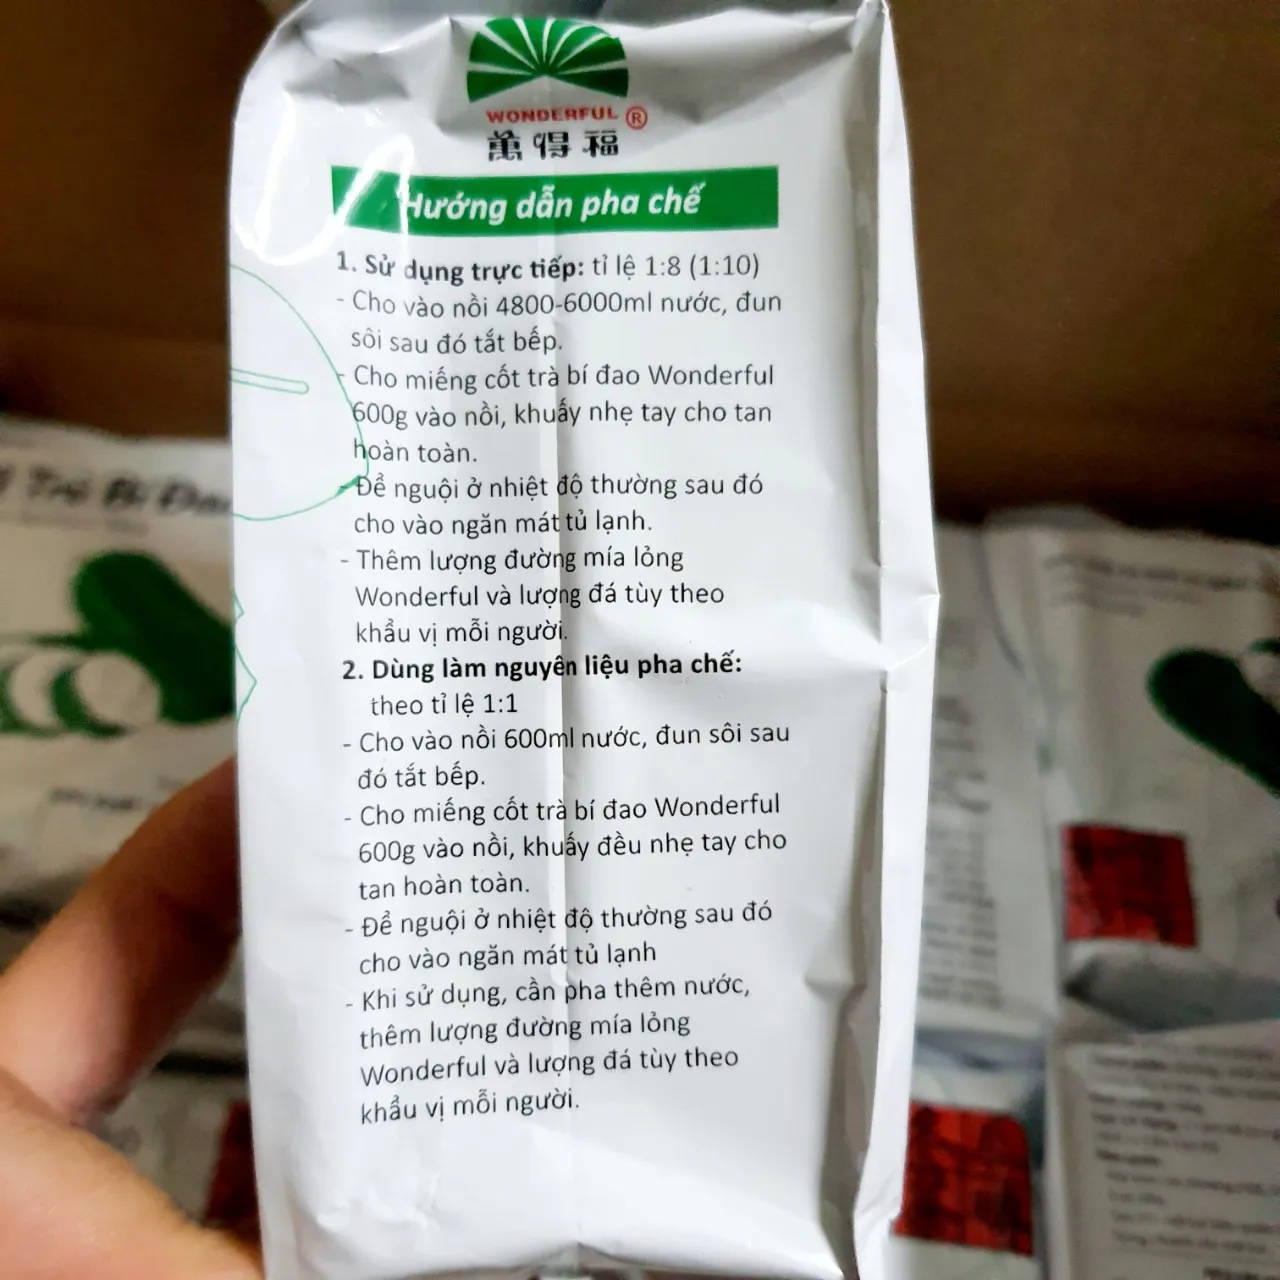 WONDERFUL ®
萬得福
Hướng dẫn pha chế
1. Sử dụng trực tiếp: tỉ lệ 1:8 (1:10)
- Cho vào nồi 4800-6000ml nước, đun
sôi sau đó tắt bếp.
- Cho miếng cốt trà bí đao Wonderful
600g vào nồi, khuấy nhẹ tay cho tan
hoàn toàn.
- Để nguội ở nhiệt độ thường sau đó
cho vào ngăn mát tủ lạnh.
- Thêm lượng đường mía lỏng
Wonderful và lượng đá tùy theo
khẩu vị mỗi người.
2. Dùng làm nguyên liệu pha chế:
theo tỉ lệ 1:1
- Cho vào nồi 600ml nước, đun sôi sau
đó tắt bếp.
- Cho miếng cốt trà bí đao Wonderful
600g vào nồi, khuấy đều nhẹ tay cho
tan hoàn toàn.
- Để nguội ở nhiệt độ thường sau đó
cho vào ngăn mát tủ lạnh
- Khi sử dụng, cần pha thêm nước,
thêm lượng đường mía lỏng
Wonderful và lượng đá tùy theo
khẩu vị mỗi người.
Trà Bí Đao